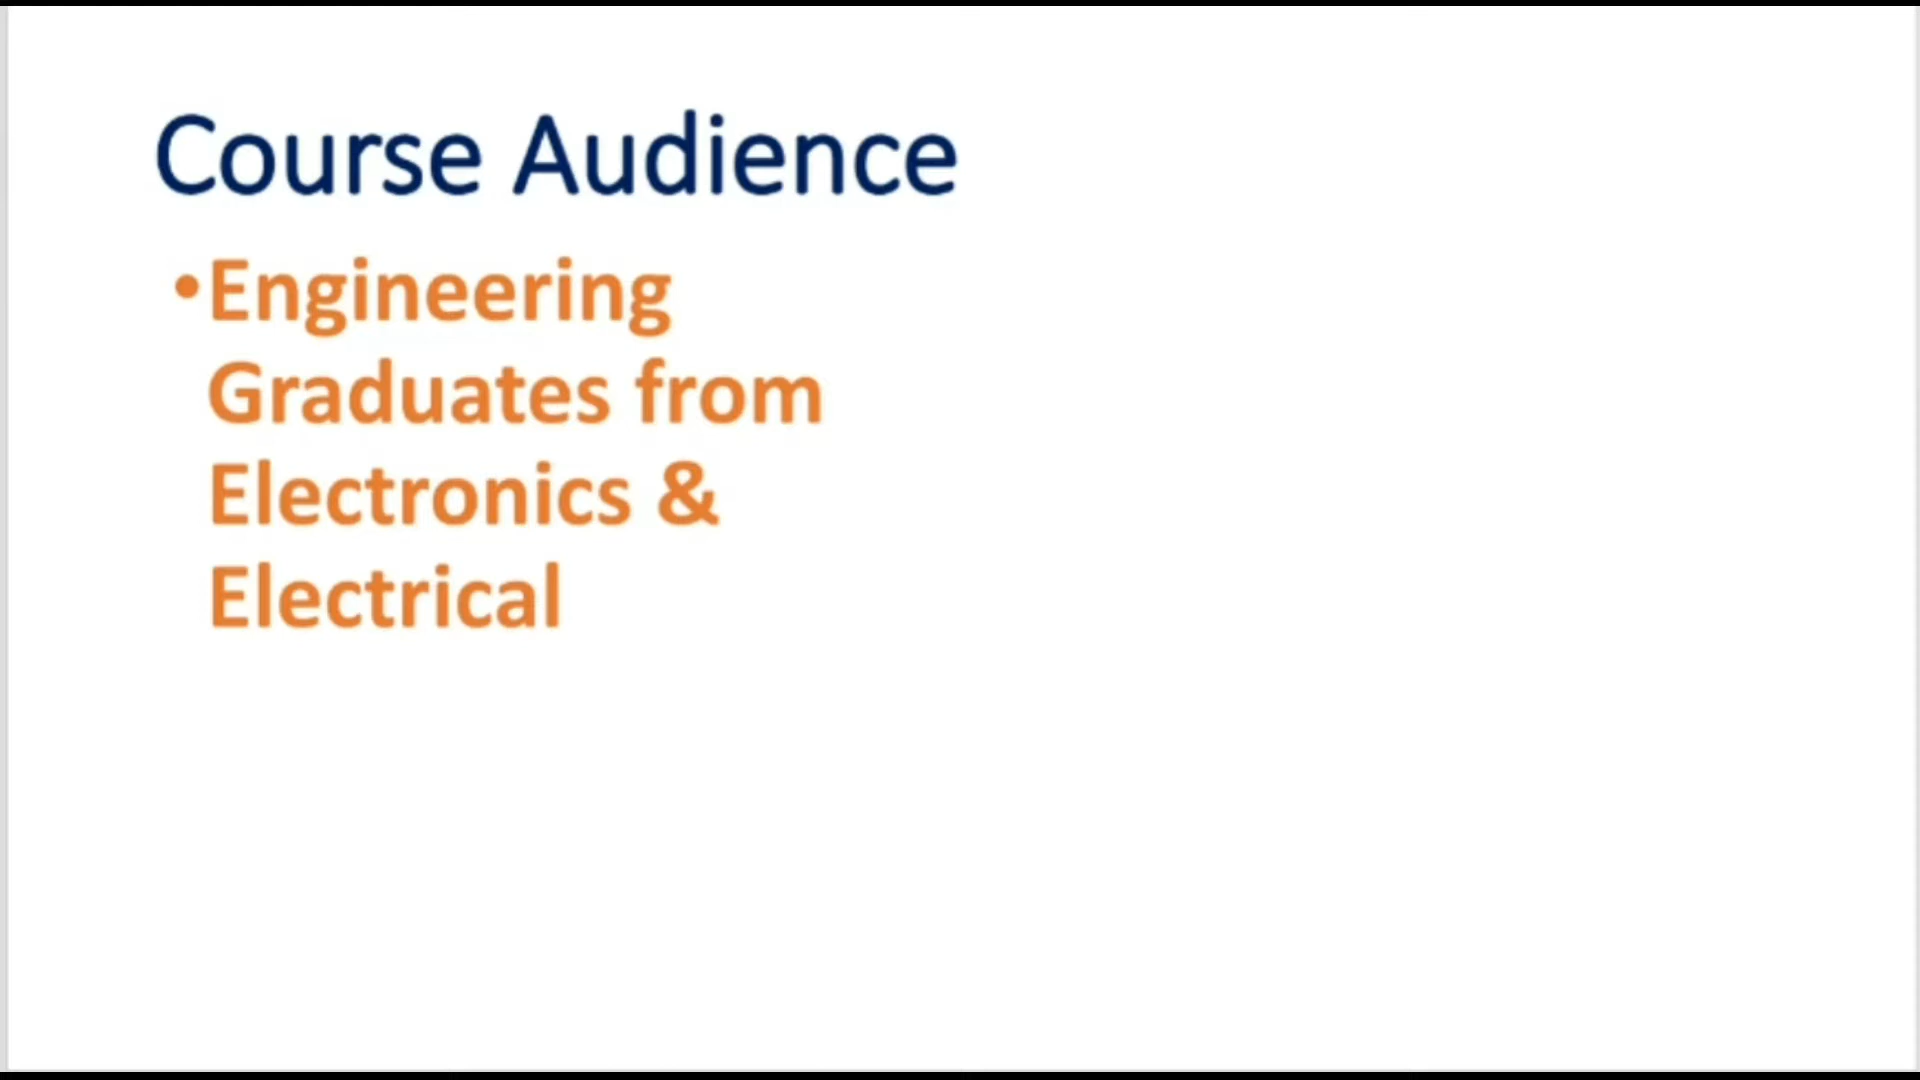 Course Audience
•Engineering
Graduates from
Electronics &
Electrical